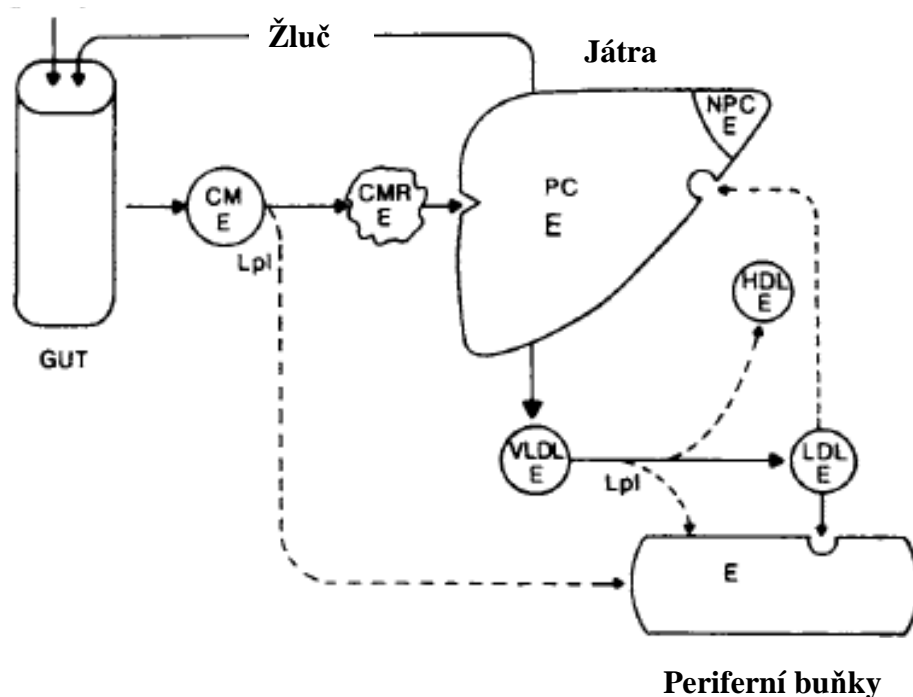 Žluč
Játra
NPC
E
CM
E
CMR
E
PC
E
Lpl
HDL
E
GUT
VLDL
E
Lpl
LDL
E
E
Periferní buňky